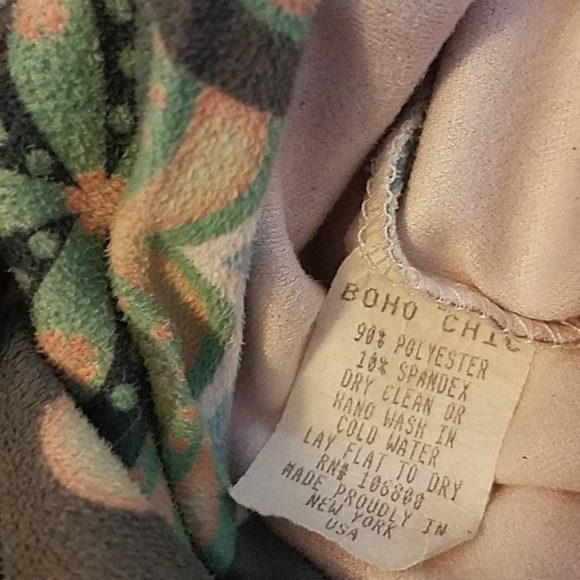 BOHO CHIC
90% POLYESTER
10% SPANDEX
DRY CLEAN OR
HAND WASH IN
COLD WATER
LAY FLAT TO DRY
RN# 106800
MADE PROUDLY IN
NEW YORK
USA